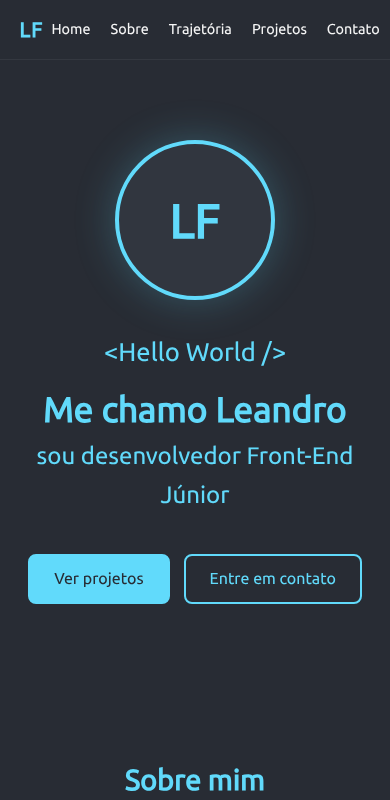 LF Home Sobre Trajetória Projetos Contato
LF
<Hello World />
Me chamo Leandro
sou desenvolvedor Front-End
Júnior
Ver projetos Entre em contato
Sobre mim